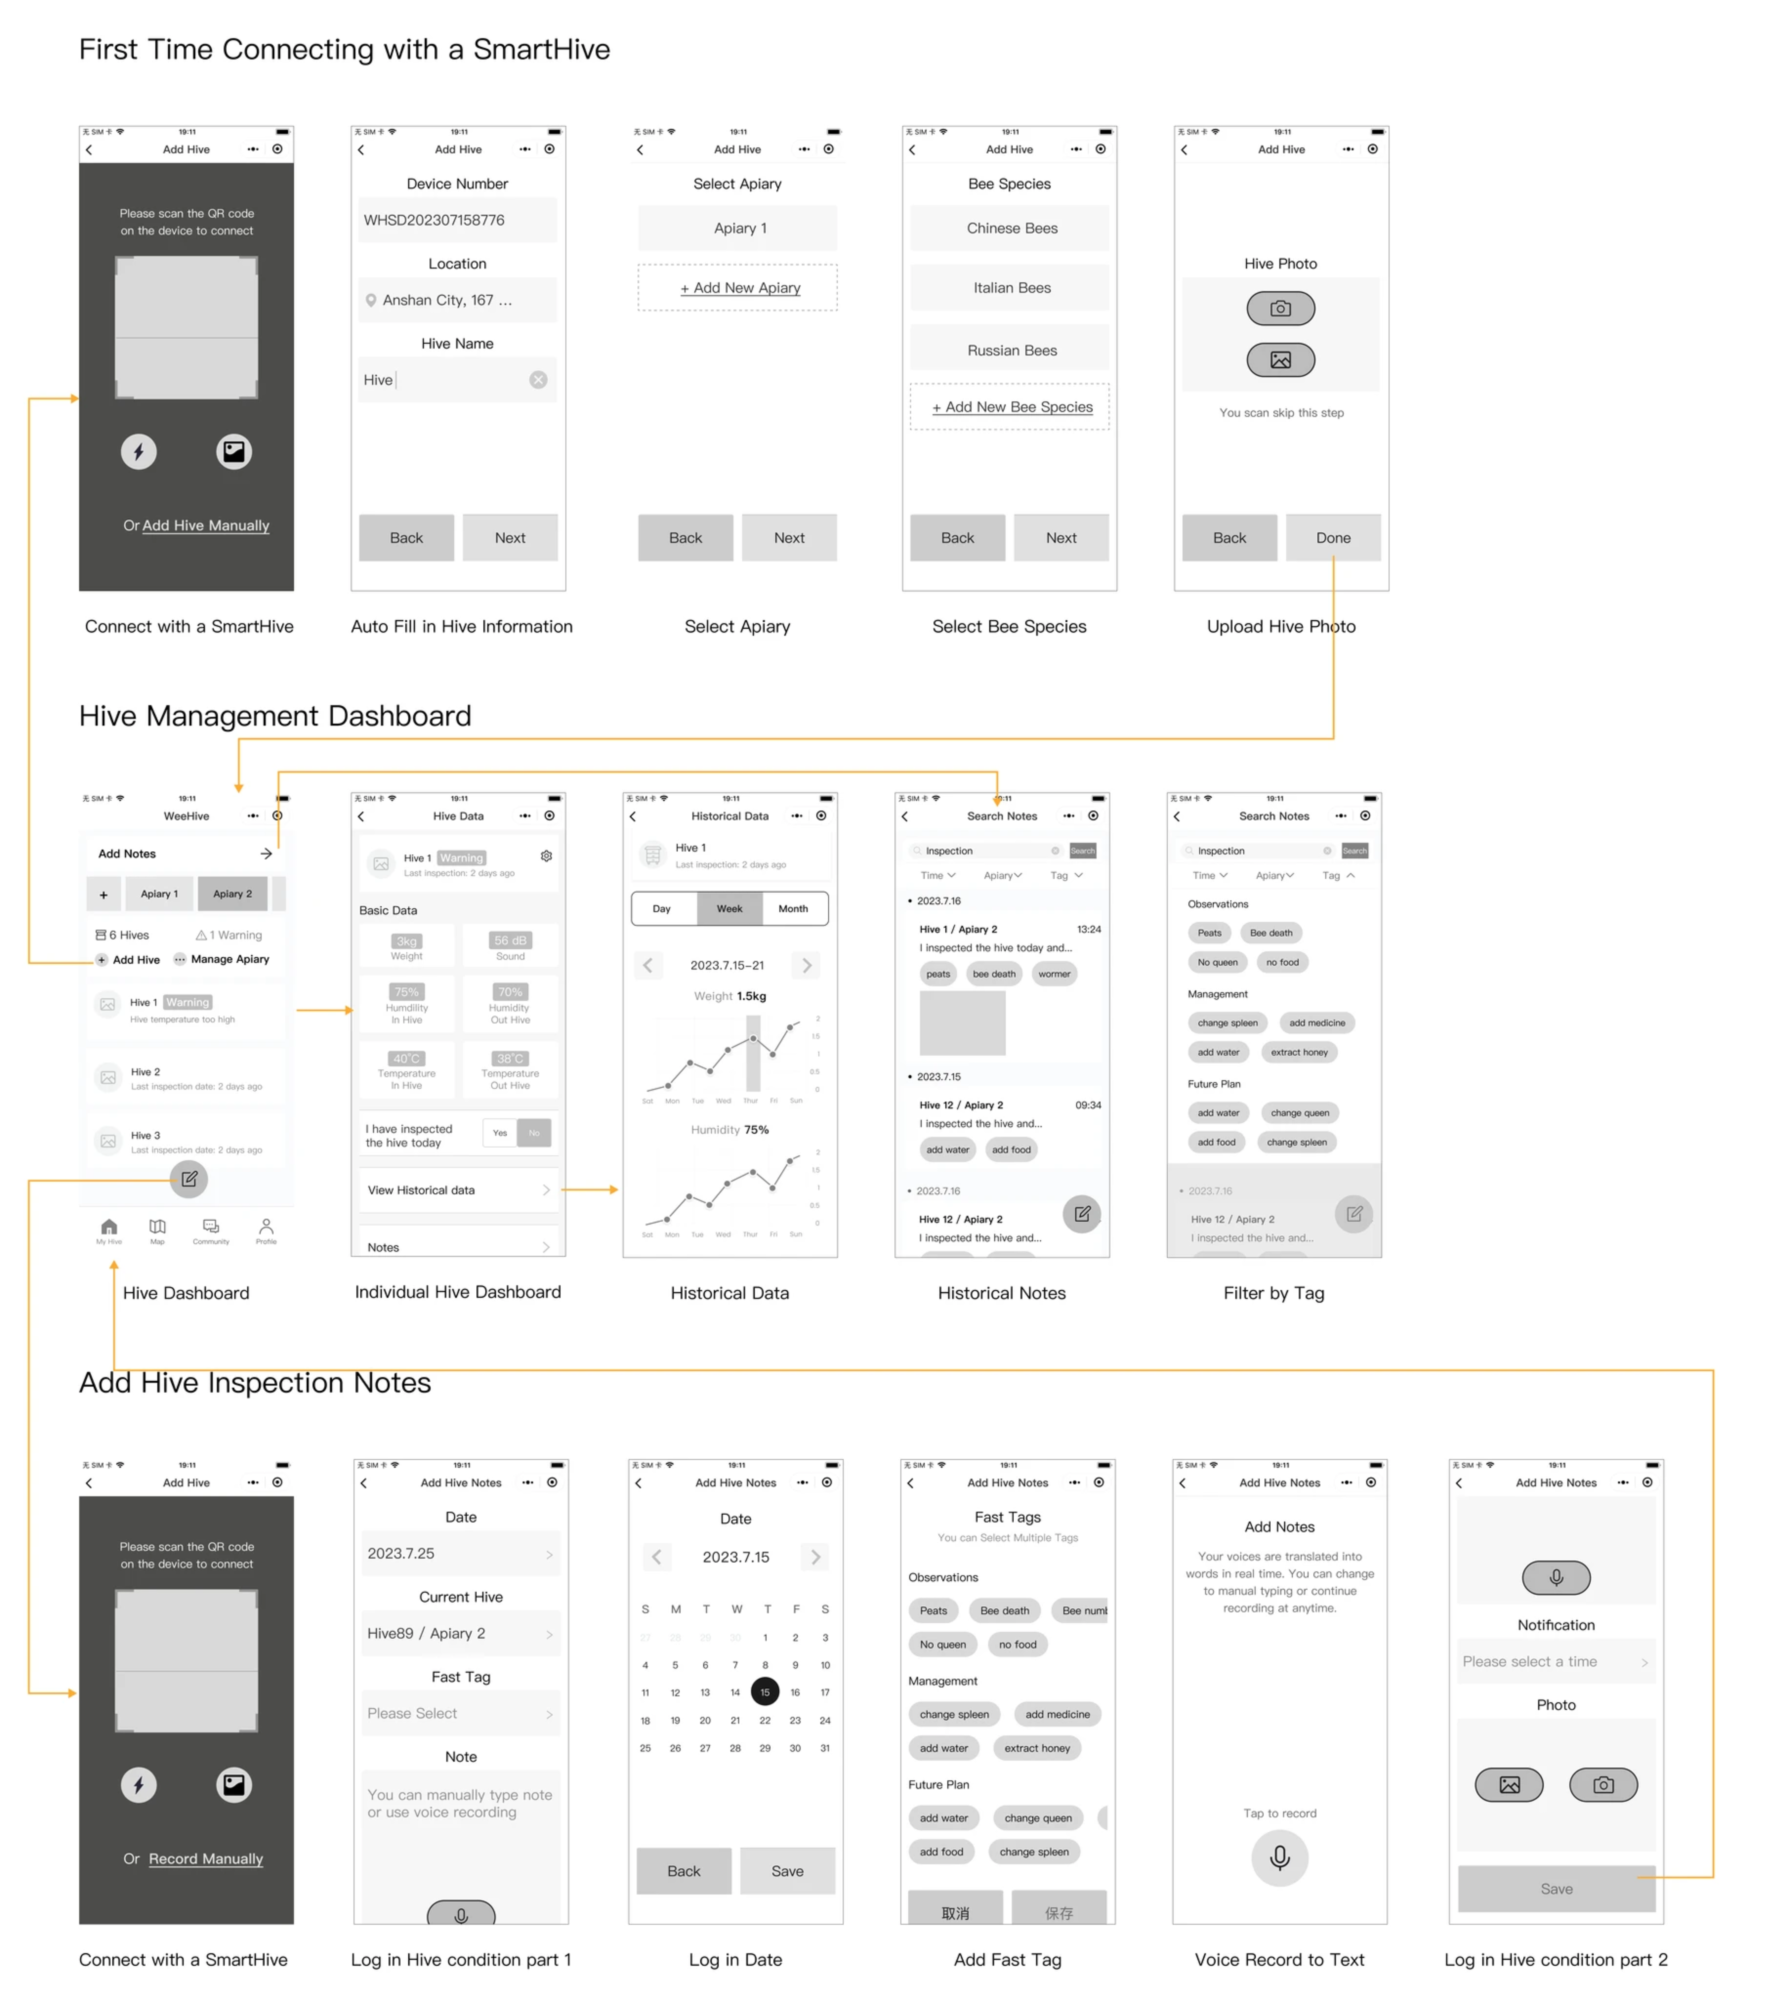 First Time Connecting with a SmartHive
无 SIM 卡 19:11
Add Hive
Please scan the QR code
on the device to connect
Or Add Hive Manually
Connect with a SmartHive
无 SIM 卡 19:11
Add Hive
Device Number
WHSD202307158776
Location
Anshan City, 167 ...
Hive Name
Hive
Back Next
Auto Fill in Hive Information
无 SIM 卡 19:11
Add Hive
Select Apiary
Apiary 1
+ Add New Apiary
Back Next
Select Apiary
无 SIM 卡 19:11
Add Hive
Bee Species
Chinese Bees
Italian Bees
Russian Bees
+ Add New Bee Species
Back Next
Select Bee Species
无 SIM 卡 19:11
Add Hive
Hive Photo
You scan skip this step
Back Done
Upload Hive Photo
Hive Management Dashboard
无 SIM 卡 19:11
WeeHive
Add Notes
+ Apiary 1 Apiary 2
6 Hives 1 Warning
+ Add Hive Manage Apiary
Hive 1 Warning
Hive temperature too high
Hive 2
Last inspection date: 2 days ago
Hive 3
Last inspection date: 2 days ago
My Hive Map Community Profile
Hive Dashboard
无 SIM 卡 19:11
Hive Data
Hive 1 Warning
Last inspection: 2 days ago
Basic Data
3kg 56 dB
Weight Sound
75% 70%
Humdility Humidity
In Hive Out Hive
40°C 38°C
Temperature Temperature
In Hive Out Hive
I have inspected
the hive today
Yes No
View Historical data
Notes
Individual Hive Dashboard
无 SIM 卡 19:11
Historical Data
Hive 1
Last inspection: 2 days ago
Day Week Month
2023.7.15-21
Weight 1.5kg
2
1.5
1
0.5
0
Sat Mon Tue Wed Thur Fri Sun
Humidity 75%
2
1.5
1
0.5
0
Sat Mon Tue Wed Thur Fri Sun
Historical Data
无 SIM 卡 :11
Search Notes
Inspection Search
Time Apiary Tag
• 2023.7.16
Hive 1 / Apiary 2 13:24
I inspected the hive today and...
peats bee death wormer
• 2023.7.15
Hive 12 / Apiary 2 09:34
I inspected the hive and...
add water add food
• 2023.7.16
Hive 12 / Apiary 2
I inspected the hive and...
Historical Notes
无 SIM 卡 19:11
Search Notes
Inspection Search
Time Apiary Tag
Observations
Peats Bee death
No queen no food
Management
change spleen add medicine
add water extract honey
Future Plan
add water change queen
add food change spleen
• 2023.7.16
Hive 12 / Apiary 2
I inspected the hive and...
Filter by Tag
Add Hive Inspection Notes
无 SIM 卡 19:11
Add Hive
Please scan the QR code
on the device to connect
Or Record Manually
Connect with a SmartHive
无 SIM 卡 19:11
Add Hive Notes
Date
2023.7.25
Current Hive
Hive89 / Apiary 2
Fast Tag
Please Select
Note
You can manually type note
or use voice recording
Log in Hive condition part 1
无 SIM 卡 19:11
Add Hive Notes
Date
2023.7.15
S M T W T F S
27 28 29 30 1 2 3
4 5 6 7 8 9 10
11 12 13 14 15 16 17
18 19 20 21 22 23 24
25 26 27 28 29 30 31
Back Save
Log in Date
无 SIM 卡 19:11
Add Hive Notes
Fast Tags
You can Select Multiple Tags
Observations
Peats Bee death Bee numb
No queen no food
Management
change spleen add medicine
add water extract honey
Future Plan
add water change queen
add food change spleen
取消 保存
Add Fast Tag
无 SIM 卡 19:11
Add Hive Notes
Add Notes
Your voices are translated into
words in real time. You can change
to manual typing or continue
recording at anytime.
Tap to record
Voice Record to Text
无 SIM 卡 19:11
Add Hive Notes
Notification
Please select a time
Photo
Save
Log in Hive condition part 2